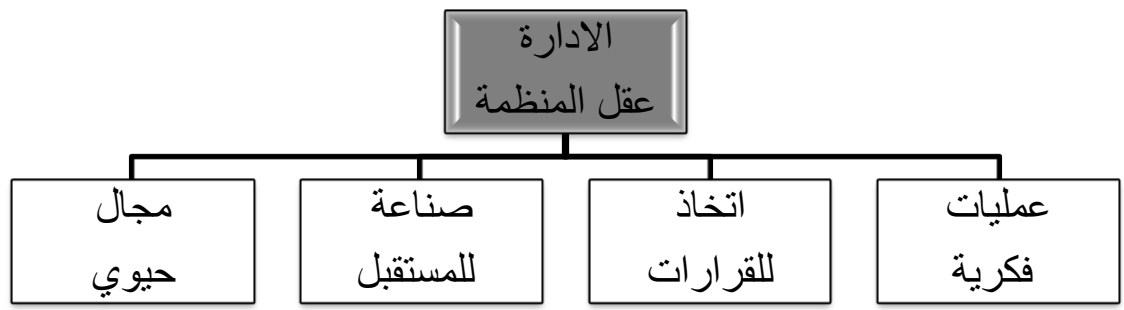 الادارة
عقل المنظمة
عمليات
فكرية
اتخاذ
للقرارات
صناعة
للمستقبل
مجال
حيوي